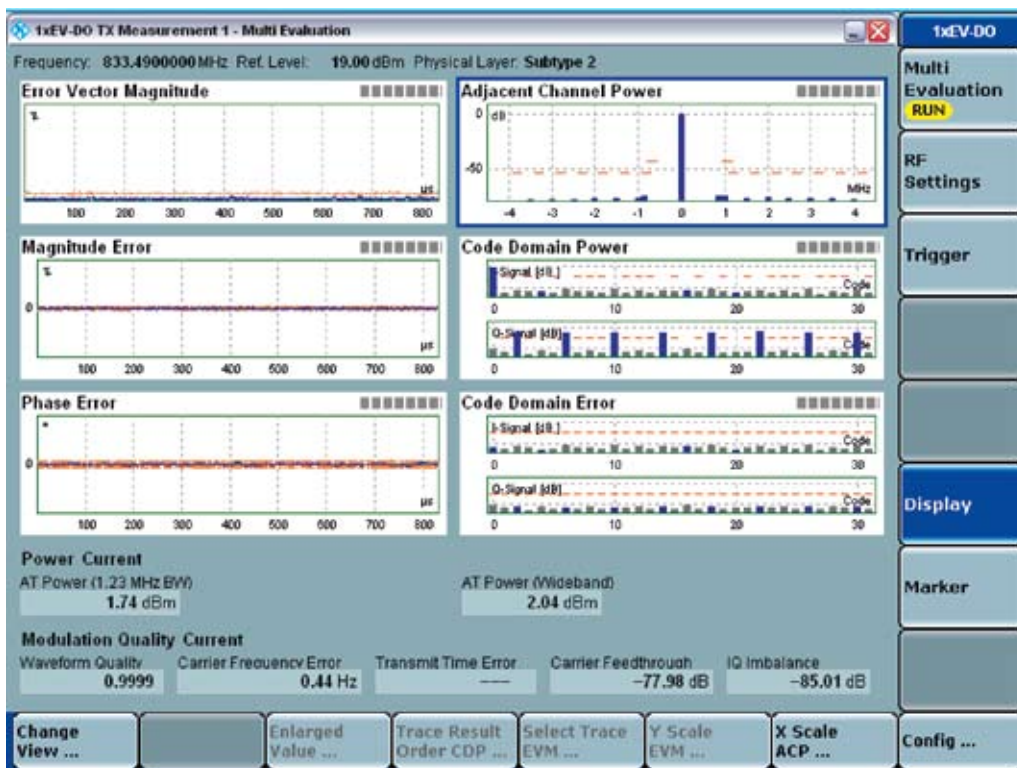 1xEV-DO TX Measurement 1 - Multi Evaluation
1xEV-DO
Frequency: 833.4900000 MHz Ref. Level: 19.00 dBm Physical Layer: Subtype 2
Multi
Evaluation
RUN
RF
Settings
Trigger
Display
Marker
Config ...
Error Vector Magnitude
%
µs
100 200 300 400 500 600 700 800
Adjacent Channel Power
0 dB
-50
MHz
-4 -3 -2 -1 0 1 2 3 4
Magnitude Error
%
0
µs
100 200 300 400 500 600 700 800
Code Domain Power
I-Signal [dB]
Code
0 10 20 30
Q-Signal [dB]
Code
0 10 20 30
Phase Error
°
0
µs
100 200 300 400 500 600 700 800
Code Domain Error
I-Signal [dB]
Code
0 10 20 30
Q-Signal [dB]
Code
0 10 20 30
Power Current
AT Power (1.23 MHz BW)
1.74 dBm
AT Power (Wideband)
2.04 dBm
Modulation Quality Current
Waveform Quality
0.9999
Carrier Frequency Error
0.44 Hz
Transmit Time Error
---
Carrier Feedthrough
−77.98 dB
IQ Imbalance
−85.01 dB
Change
View ...
Enlarged
Value ...
Trace Result
Order CDP ...
Select Trace
EVM ...
Y Scale
EVM ...
X Scale
ACP ...